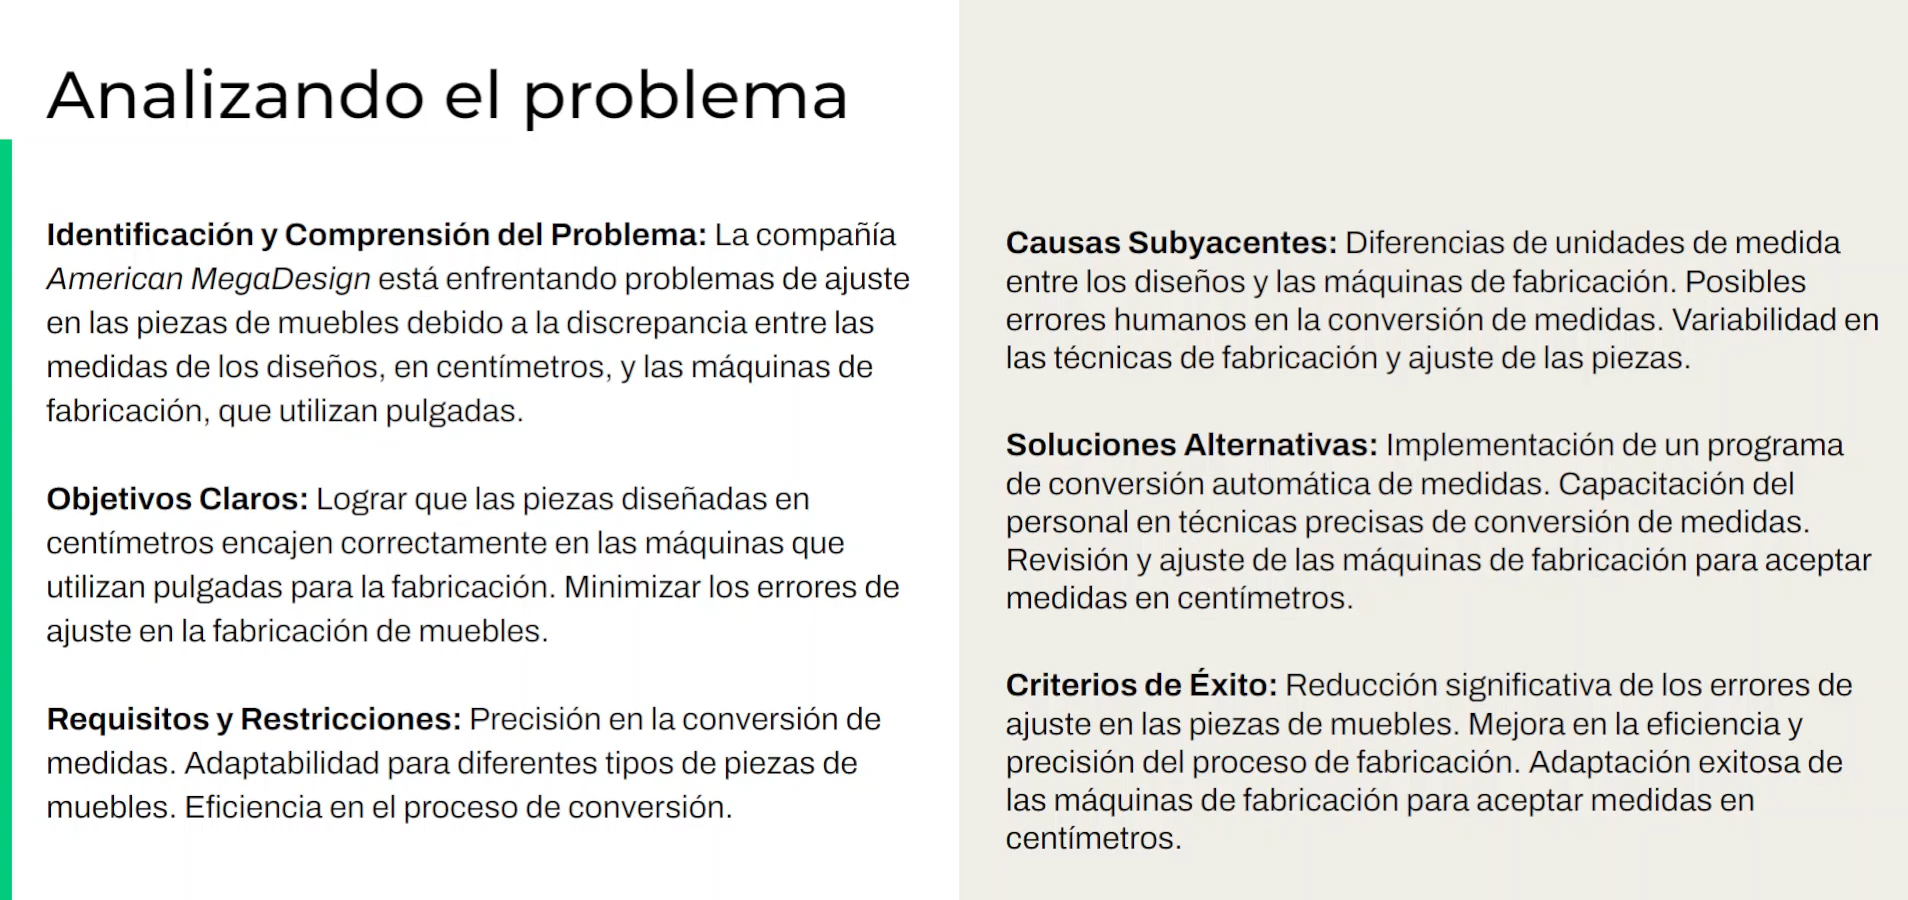 Analizando el problema
Identificación y Comprensión del Problema: La compañía
American MegaDesign está enfrentando problemas de ajuste
en las piezas de muebles debido a la discrepancia entre las
medidas de los diseños, en centímetros, y las máquinas de
fabricación, que utilizan pulgadas.
Objetivos Claros: Lograr que las piezas diseñadas en
centímetros encajen correctamente en las máquinas que
utilizan pulgadas para la fabricación. Minimizar los errores de
ajuste en la fabricación de muebles.
Requisitos y Restricciones: Precisión en la conversión de
medidas. Adaptabilidad para diferentes tipos de piezas de
muebles. Eficiencia en el proceso de conversión.
Causas Subyacentes: Diferencias de unidades de medida
entre los diseños y las máquinas de fabricación. Posibles
errores humanos en la conversión de medidas. Variabilidad en
las técnicas de fabricación y ajuste de las piezas.
Soluciones Alternativas: Implementación de un programa
de conversión automática de medidas. Capacitación del
personal en técnicas precisas de conversión de medidas.
Revisión y ajuste de las máquinas de fabricación para aceptar
medidas en centímetros.
Criterios de Éxito: Reducción significativa de los errores de
ajuste en las piezas de muebles. Mejora en la eficiencia y
precisión del proceso de fabricación. Adaptación exitosa de
las máquinas de fabricación para aceptar medidas en
centímetros.